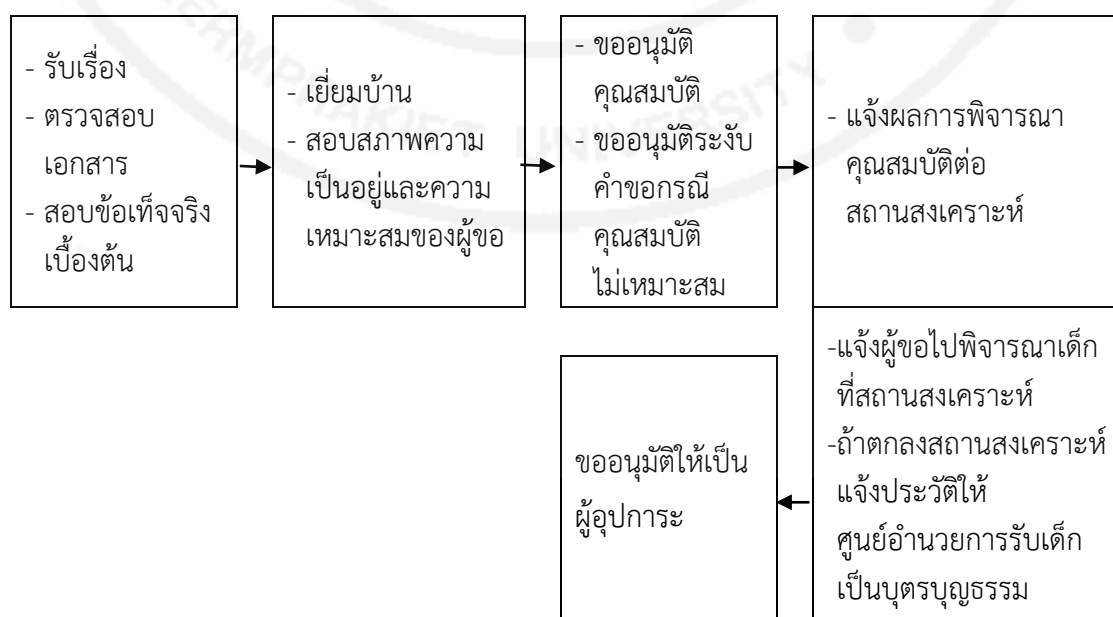 - รับเรื่อง
- ตรวจสอบ
เอกสาร
- สอบข้อเท็จจริง
เบื้องต้น
- เยี่ยมบ้าน
- สอบสภาพความ
เป็นอยู่และความ
เหมาะสมของผู้ขอ
- ขออนุมัติ
คุณสมบัติ
- ขออนุมัติระงับ
คำขอกรณี
คุณสมบัติ
ไม่เหมาะสม
- แจ้งผลการพิจารณา
คุณสมบัติต่อ
สถานสงเคราะห์
-แจ้งผู้ขอไปพิจารณาเด็ก
ที่สถานสงเคราะห์
-ถ้าตกลงสถานสงเคราะห์
แจ้งประวัติให้
ศูนย์อำนวยการรับเด็ก
เป็นบุตรบุญธรรม
ขออนุมัติให้เป็น
ผู้อุปการะ
UNIVERSITY